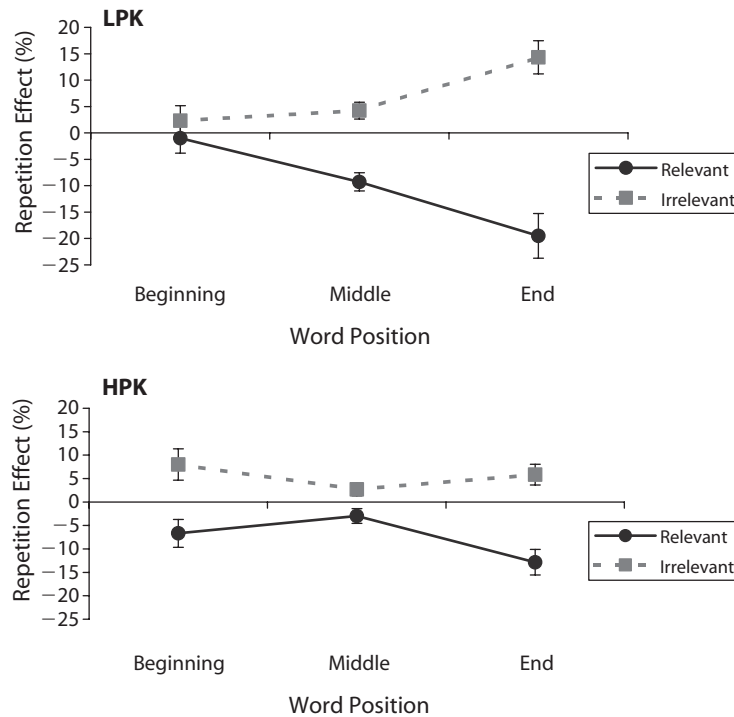 LPK
20
15
10
5
0
−5
−10
−15
−20
−25
Repetition Effect (%)
Beginning Middle End
Word Position
Relevant
Irrelevant
HPK
20
15
10
5
0
−5
−10
−15
−20
−25
Repetition Effect (%)
Beginning Middle End
Word Position
Relevant
Irrelevant